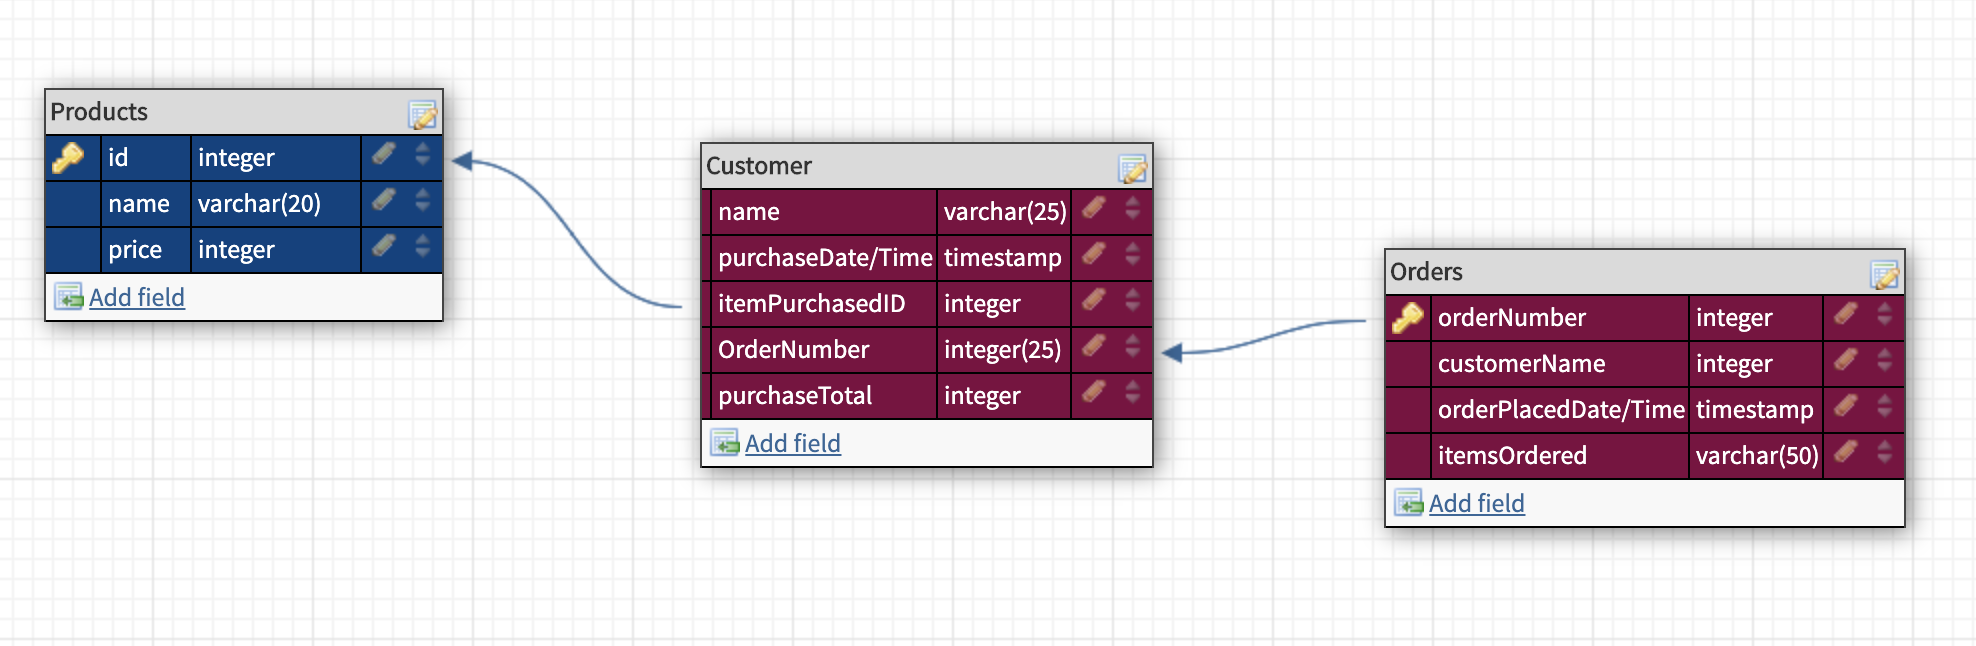 Products
id integer
name varchar(20)
price integer
Add field
Customer
name varchar(25)
purchaseDate/Time timestamp
itemPurchasedID integer
OrderNumber integer(25)
purchaseTotal integer
Add field
Orders
orderNumber integer
customerName integer
orderPlacedDate/Time timestamp
itemsOrdered varchar(50)
Add field